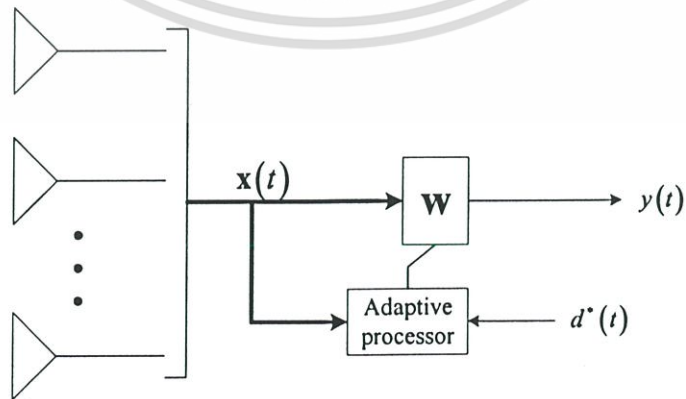 x(t)
W
y(t)
Adaptive
processor
d*(t)